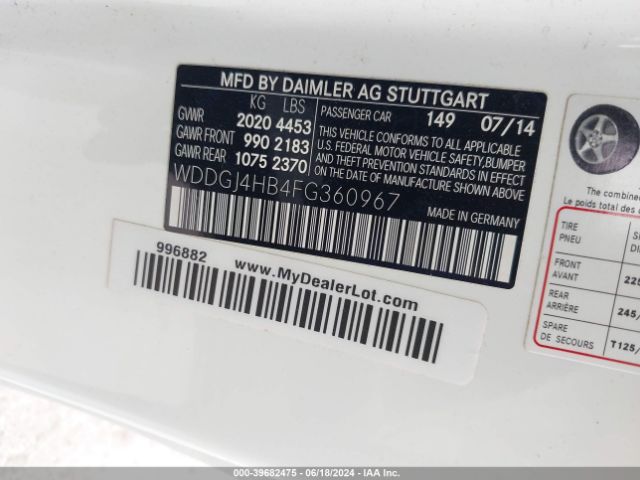 MFD BY DAIMLER AG STUTTGART
KG LBS PASSENGER CAR 149 07/14
GVWR 2020 4453
GAWR FRONT 990 2183
GAWR REAR 1075 2370
THIS VEHICLE CONFORMS TO ALL APPLICABLE
U.S. FEDERAL MOTOR VEHICLE SAFETY, BUMPER
AND THEFT PREVENTION STANDARDS IN
EFFECT ON THE DATE OF MANUFACTURE
SHOWN ABOVE.
WDDGJ4HB4FG360967
MADE IN GERMANY
996882
www.MyDealerLot.com
The combined
Le poids total des
TIRE
PNEU
FRONT
AVANT
225
REAR
ARRIÈRE
245/
SPARE
DE SECOURS
T125/
©-39682475 - 06/18/2024 - IAA Inc.